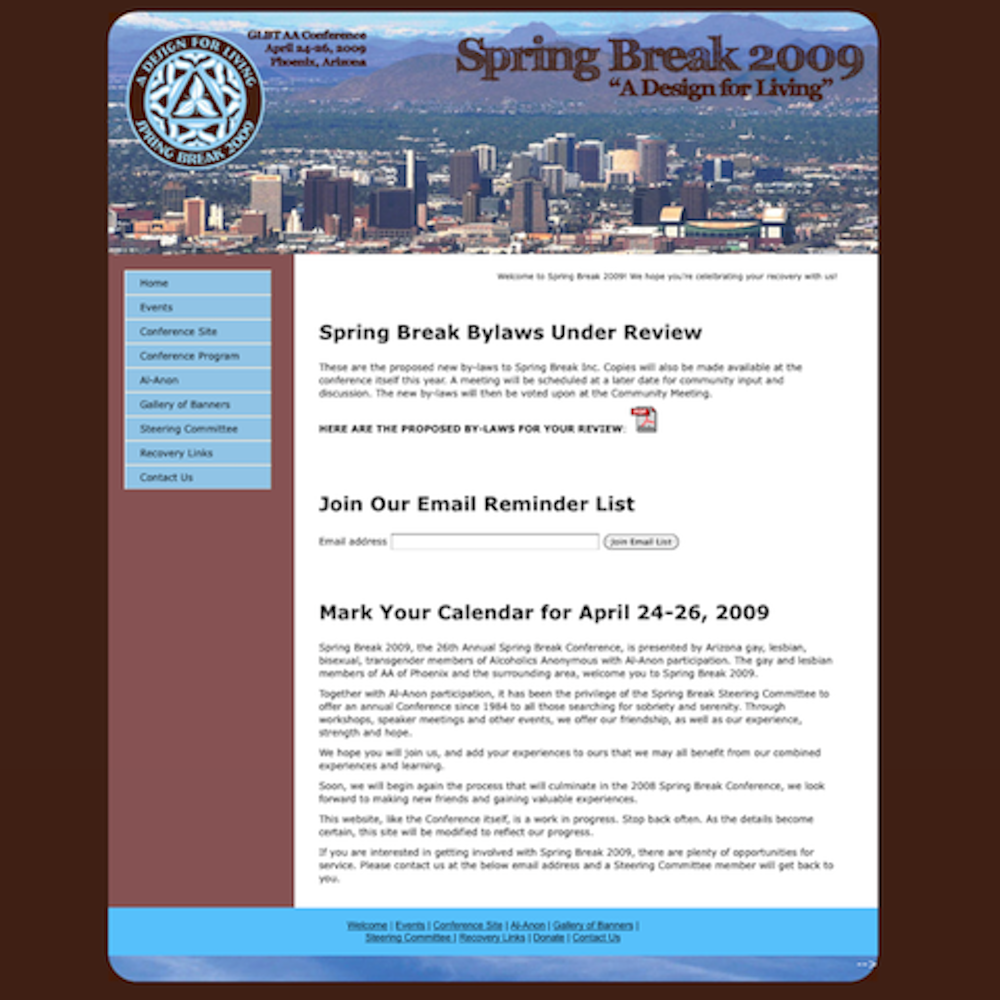 GLBT AA Conference
April 24-26, 2009
Phoenix, Arizona
A DESIGN FOR LIVING
SPRING BREAK 2009
Spring Break 2009
“A Design for Living”
Home
Events
Conference Site
Conference Program
Al-Anon
Gallery of Banners
Steering Committee
Recovery Links
Contact Us
Welcome to Spring Break 2009! We hope you're celelbrating your recovery with us!
Spring Break Bylaws Under Review
These are the proposed new by-laws to Spring Break Inc. Copies will also be made available at the
conference itself this year. A meeting will be scheduled at a later date for community input and
discussion. The new by-laws will then be voted upon at the Community Meeting.
HERE ARE THE PROPOSED BY-LAWS FOR YOUR REVIEW:
PDF
Join Our Email Reminder List
Email address
Join Email List
Mark Your Calendar for April 24-26, 2009
Spring Break 2009, the 26th Annual Spring Break Conference, is presented by Arizona gay, lesbian,
bisexual, transgender members of Alcoholics Anonymous with Al-Anon participation. The gay and lesbian
members of AA of Phoenix and the surrounding area, welcome you to Spring Break 2009.
Together with Al-Anon participation, it has been the privilege of the Spring Break Steering Committee to
offer an annual Conference since 1984 to all those searching for sobriety and serenity. Through
workshops, speaker meetings and other events, we offer our friendship, as well as our experience,
strength and hope.
We hope you will join us, and add your experiences to ours that we may all benefit from our combined
experiences and learning.
Soon, we will begin again the process that will culminate in the 2008 Spring Break Conference, we look
forward to making new friends and gaining valuable experiences.
This website, like the Conference itself, is a work in progress. Stop back often. As the details become
certain, this site will be modified to reflect our progress.
If you are interested in getting involved with Spring Break 2009, there are plenty of opportunities for
service. Please contact us at the below email address and a Steering Committee member will get back to
you.
Welcome | Events | Conference Site | Al-Anon | Gallery of Banners |
Steering Committee | Recovery Links | Donate | Contact Us
-->